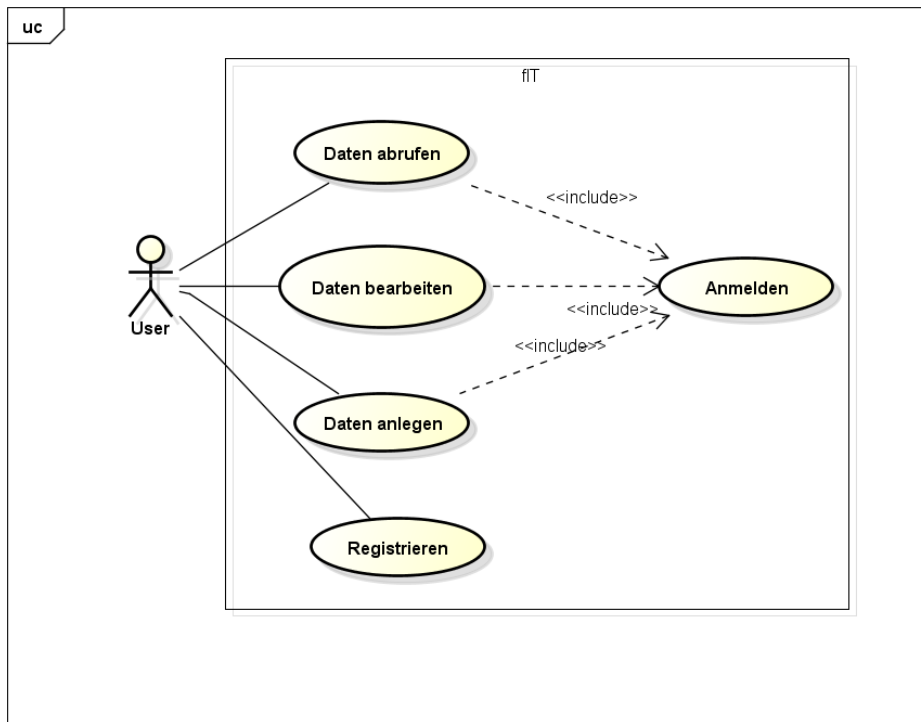 uc
fIT
Daten abrufen
<<include>>
Daten bearbeiten
Anmelden
<<include>>
User
<<include>>
Daten anlegen
Registrieren